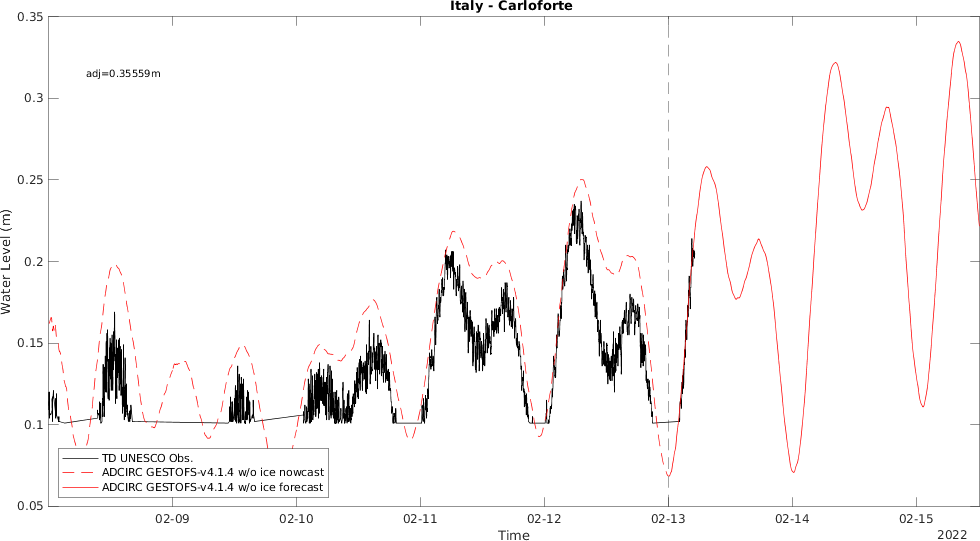 Italy - Carloforte
0.35
0.3
0.25
0.2
0.15
0.1
0.05
Water Level (m)
adj=0.35559m
TD UNESCO Obs.
ADCIRC GESTOFS-v4.1.4 w/o ice nowcast
ADCIRC GESTOFS-v4.1.4 w/o ice forecast
02-09
02-10
02-11
02-12
02-13
02-14
02-15
Time
2022